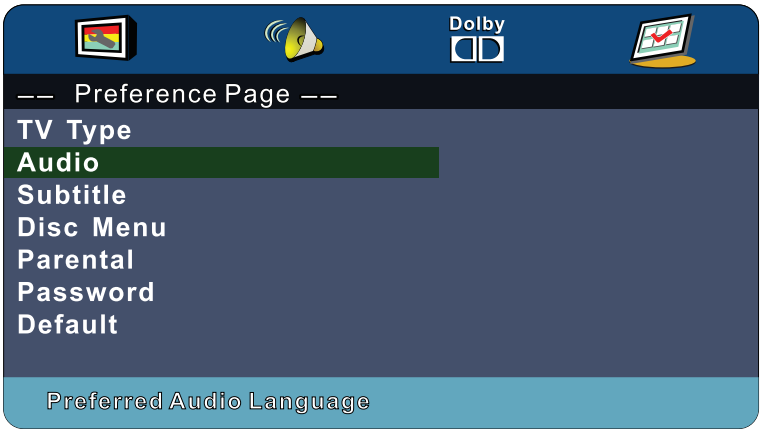 Dolby
-- Preference Page --
TV Type
Audio
Subtitle
Disc Menu
Parental
Password
Default
Preferred Audio Language